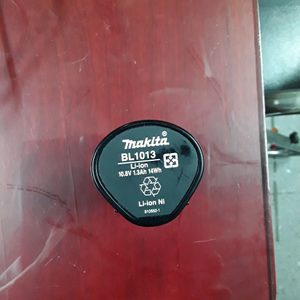 makita
BL1013
Li-ion
10.8V 1.3Ah 14Wh
Li-ion Ni